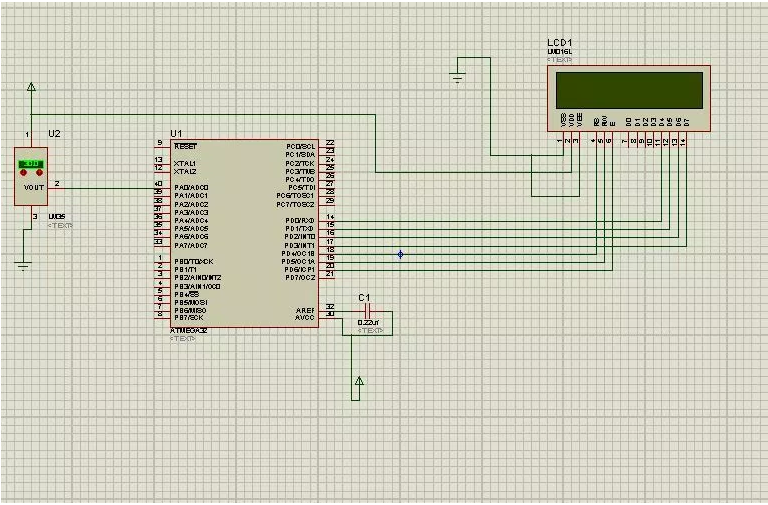 LCD1
LM016L
<TEXT>
VSS
VDD
VEE
RS
RW
E
D0
D1
D2
D3
D4
D5
D6
D7
1
2
3
4
5
6
7
8
9
10
11
12
13
14
U2
1
30.0
VOUT
2
3
LM35
<TEXT>
U1
9 RESET
13 XTAL1
12 XTAL2
40 PA0/ADC0
39 PA1/ADC1
38 PA2/ADC2
37 PA3/ADC3
36 PA4/ADC4
35 PA5/ADC5
34 PA6/ADC6
33 PA7/ADC7
1 PB0/T0/XCK
2 PB1/T1
3 PB2/AIN0/INT2
4 PB3/AIN1/OC0
5 PB4/SS
6 PB5/MOSI
7 PB6/MISO
8 PB7/SCK
PC0/SCL 22
PC1/SDA 23
PC2/TCK 24
PC3/TMS 25
PC4/TDO 26
PC5/TDI 27
PC6/TOSC1 28
PC7/TOSC2 29
PD0/RXD 14
PD1/TXD 15
PD2/INT0 16
PD3/INT1 17
PD4/OC1B 18
PD5/OC1A 19
PD6/ICP1 20
PD7/OC2 21
AREF 32
AVCC 30
ATMEGA32
<TEXT>
C1
0.22uf
<TEXT>